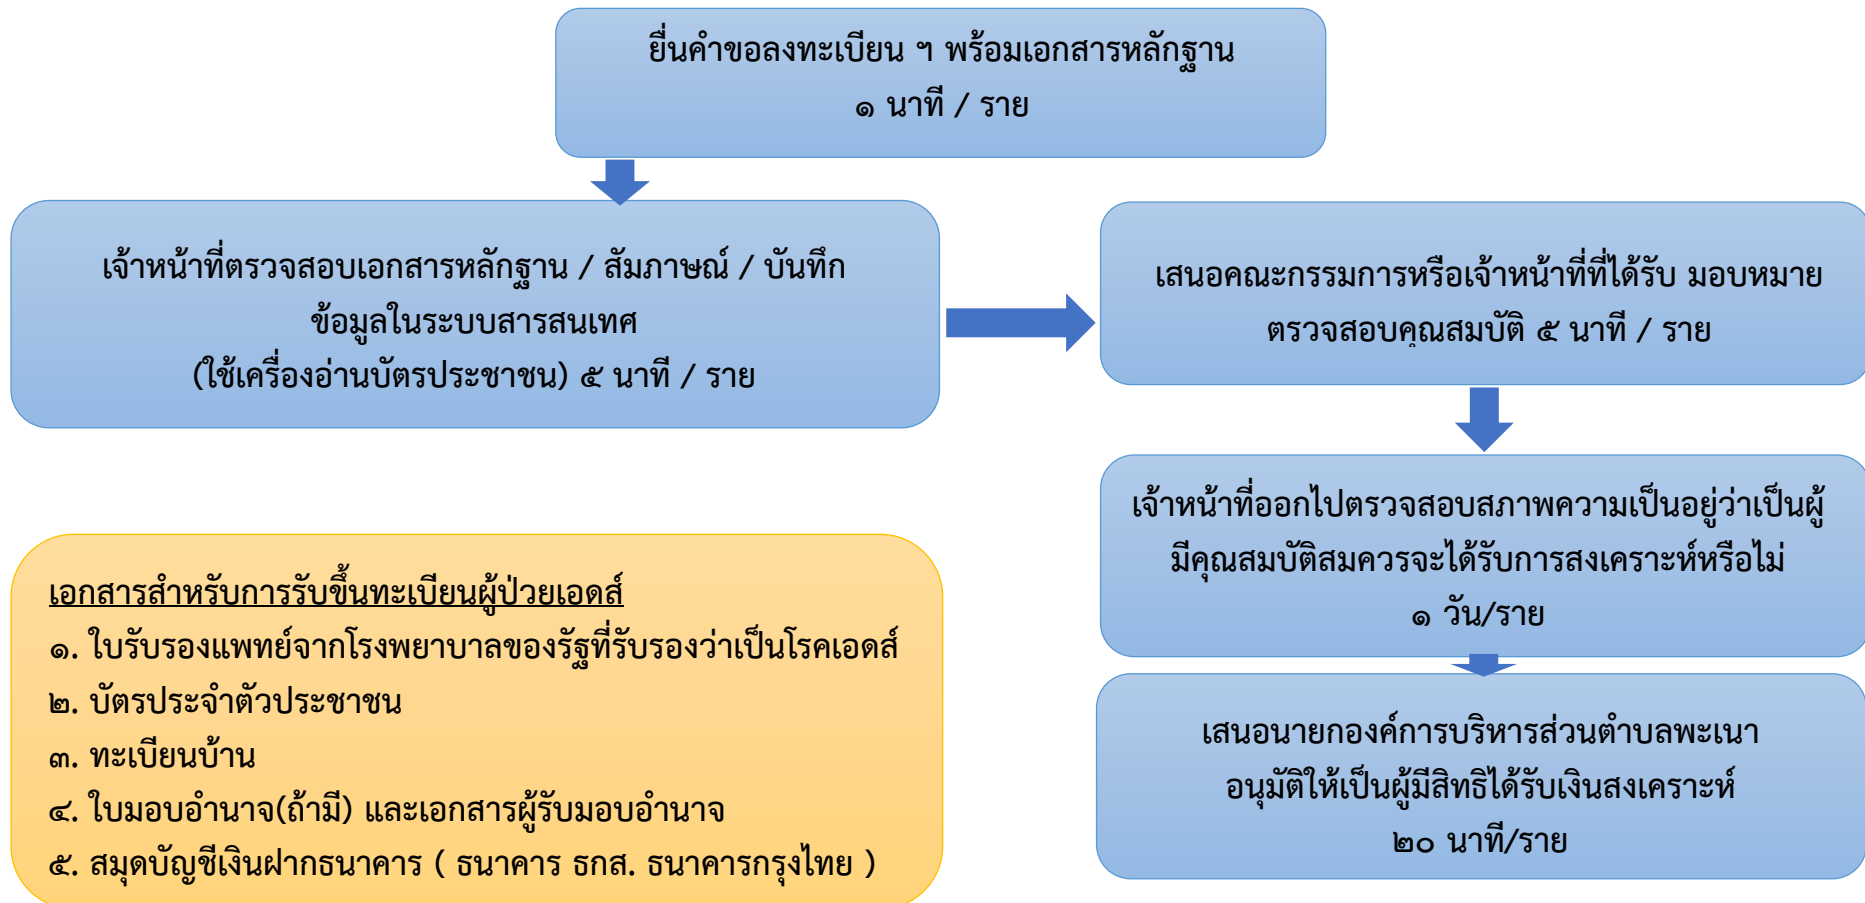 ยื่นคำขอลงทะเบียน ฯ พร้อมเอกสารหลักฐาน
๑ นาที / ราย
เจ้าหน้าที่ตรวจสอบเอกสารหลักฐาน / สัมภาษณ์ / บันทึก
ข้อมูลในระบบสารสนเทศ
(ใช้เครื่องอ่านบัตรประชาชน) ๕ นาที / ราย
เสนอคณะกรรมการหรือเจ้าหน้าที่ที่ได้รับ มอบหมาย
ตรวจสอบคุณสมบัติ ๕ นาที / ราย
เจ้าหน้าที่ออกไปตรวจสอบสภาพความเป็นอยู่ว่าเป็นผู้
มีคุณสมบัติสมควรจะได้รับการสงเคราะห์หรือไม่
๑ วัน/ราย
เสนอนายกองค์การบริหารส่วนตำบลพะเนา
อนุมัติให้เป็นผู้มีสิทธิได้รับเงินสงเคราะห์
๒๐ นาที/ราย
เอกสารสำหรับการรับขึ้นทะเบียนผู้ป่วยเอดส์
๑. ใบรับรองแพทย์จากโรงพยาบาลของรัฐที่รับรองว่าเป็นโรคเอดส์
๒. บัตรประจำตัวประชาชน
๓. ทะเบียนบ้าน
๔. ใบมอบอำนาจ(ถ้ามี) และเอกสารผู้รับมอบอำนาจ
๕. สมุดบัญชีเงินฝากธนาคาร ( ธนาคาร ธกส. ธนาคารกรุงไทย )